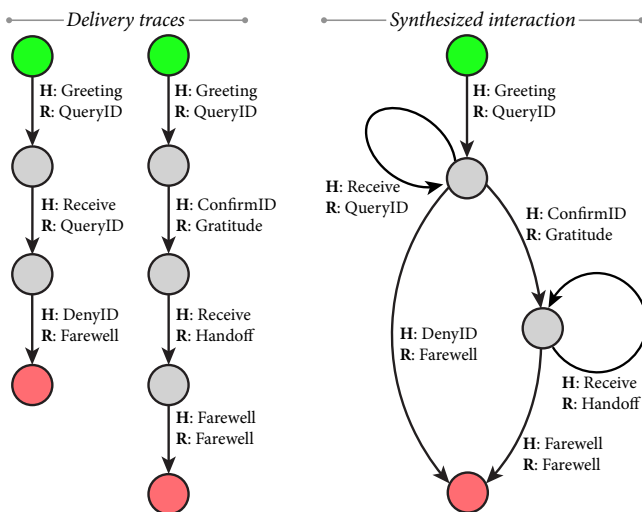 Delivery traces
H: Greeting
R: QueryID
H: Receive
R: QueryID
H: DenyID
R: Farewell
H: Greeting
R: QueryID
H: ConfirmID
R: Gratitude
H: Receive
R: Handoff
H: Farewell
R: Farewell
Synthesized interaction
H: Greeting
R: QueryID
H: Receive
R: QueryID
H: ConfirmID
R: Gratitude
H: DenyID
R: Farewell
H: Receive
R: Handoff
H: Farewell
R: Farewell